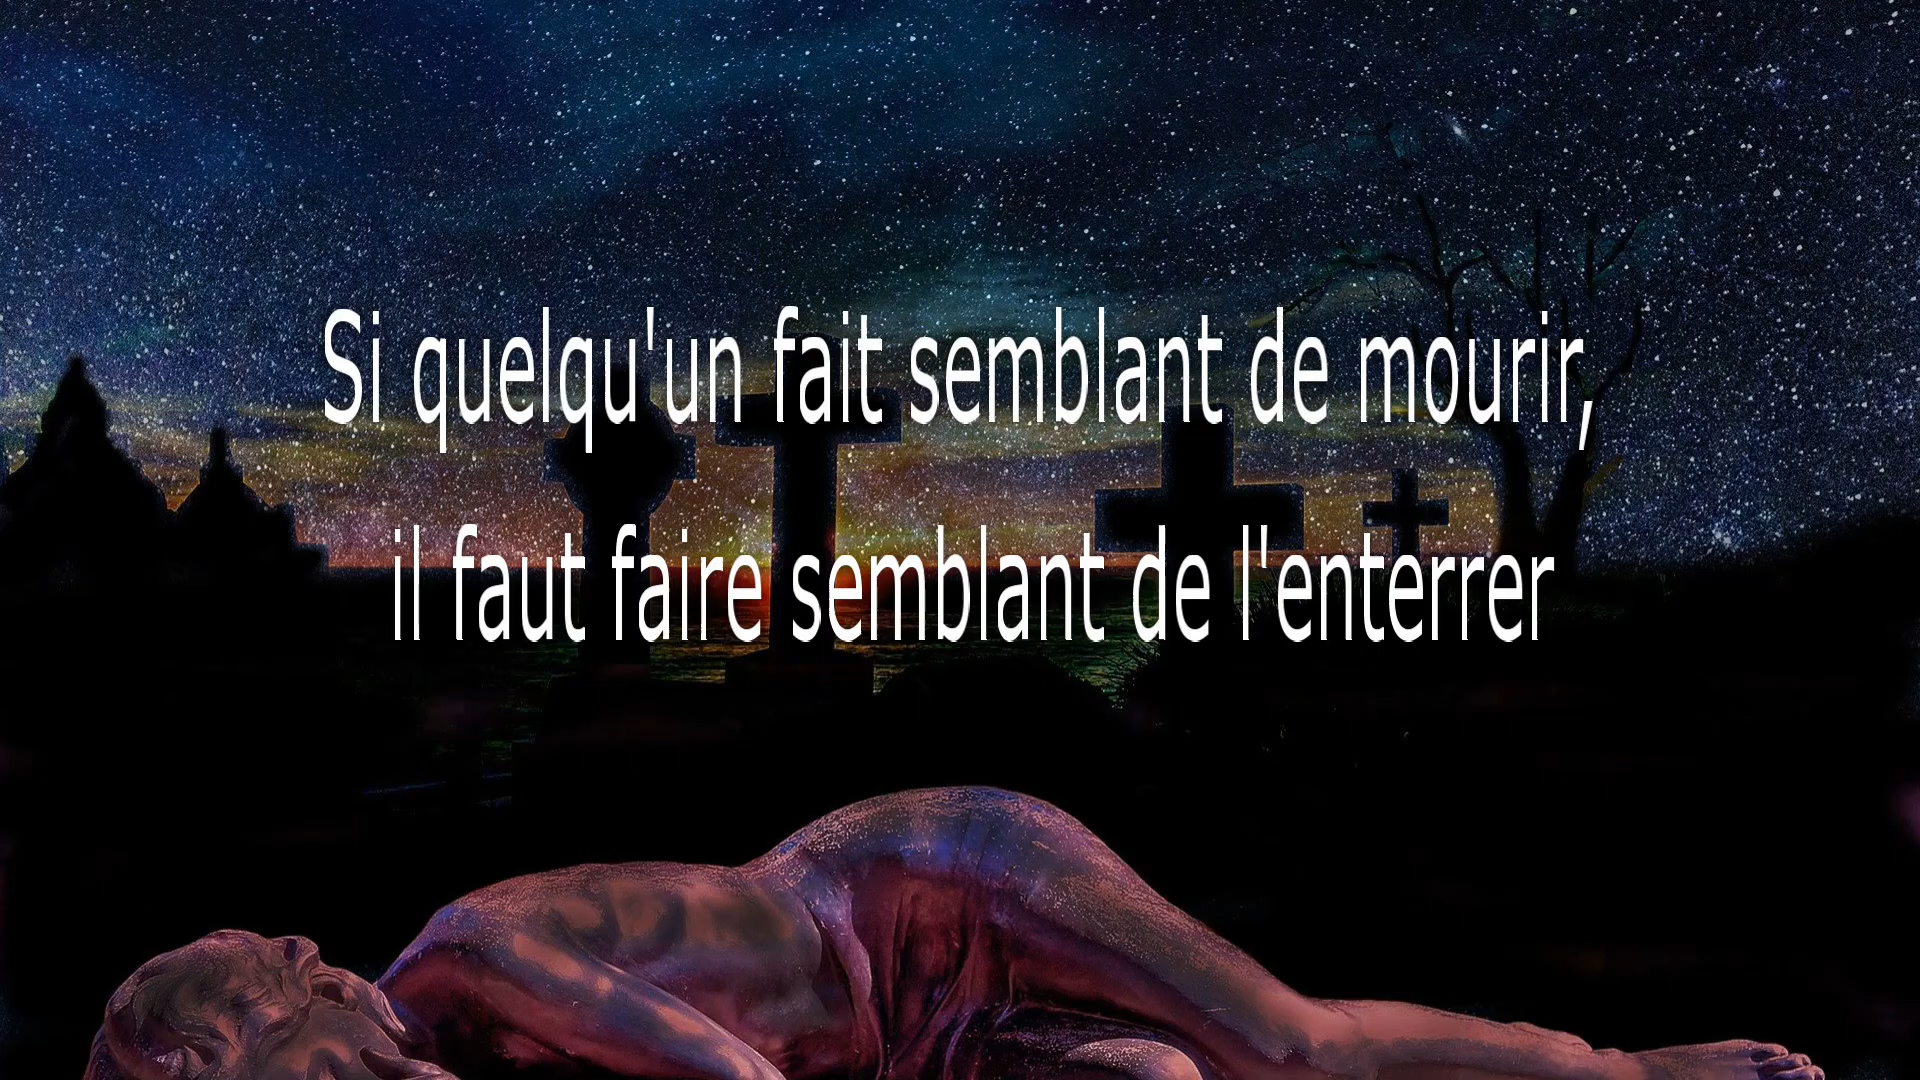 Si quelqu'un fait semblant de mourir,
il faut faire semblant de l'enterrer